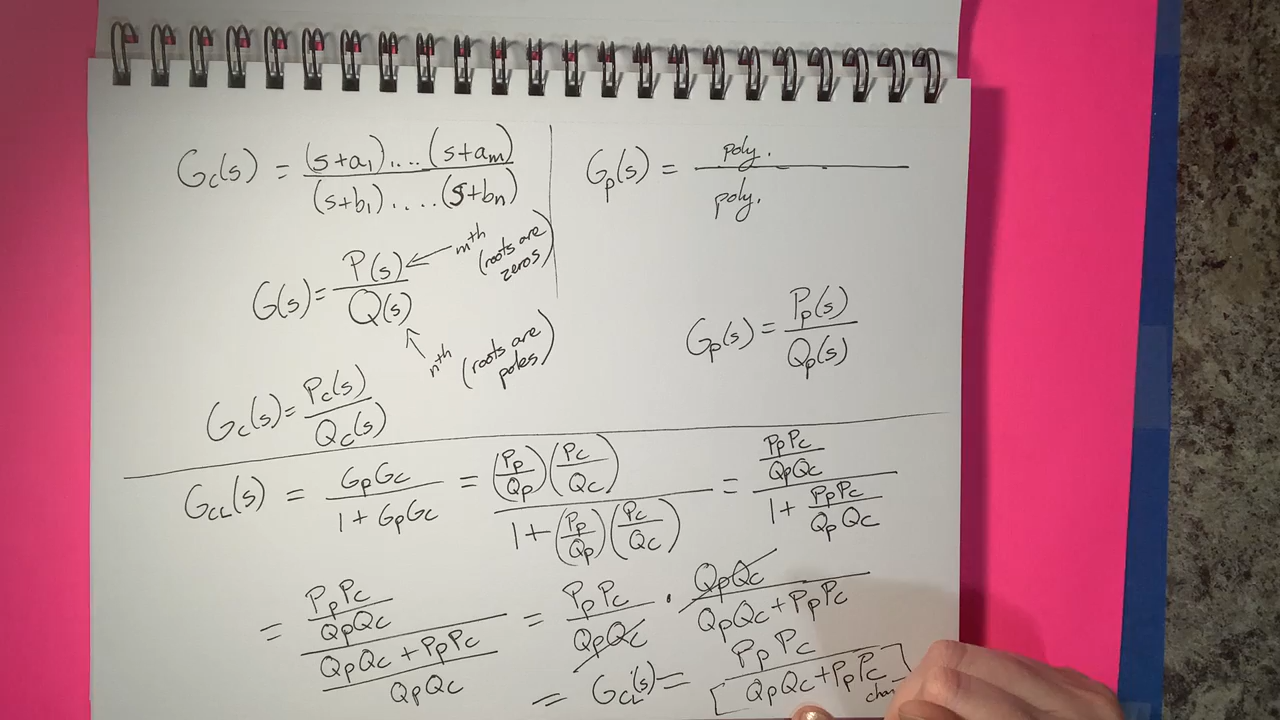 Gc(s) = (s+a1)....(s+am) / (s+b1)....(s+bn)
Gp(s) = poly. / poly.
G(s) = P(s) / Q(s)
mth (roots are zeros)
nth (roots are poles)
Gp(s) = Pp(s) / Qp(s)
Gc(s) = Pc(s) / Qc(s)
GCL(s) = GpGc / 1 + GpGc = (Pp/Qp)(Pc/Qc) / 1+(Pp/Qp)(Pc/Qc) = PpPc/QpQc / 1 + PpPc/QpQc
= PpPc/QpQc / QpQc + PpPc/QpQc = PpPc/QpQc · QpQc/QpQc + PpPc
= GCL(s) = PpPc / [QpQc + PpPc]